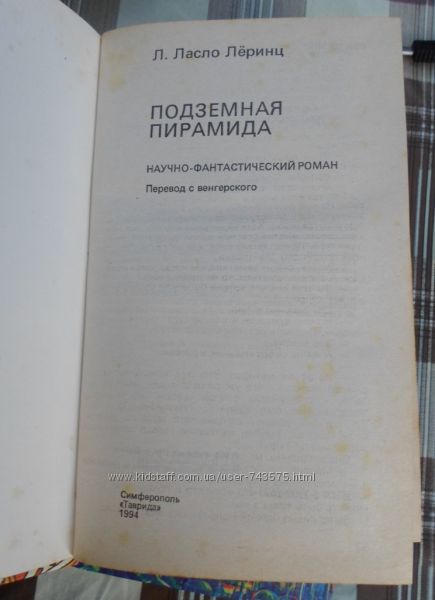 Л. Ласло Лёринц
ПОДЗЕМНАЯ
ПИРАМИДА
НАУЧНО-ФАНТАСТИЧЕСКИЙ РОМАН
Перевод с венгерского
www.kidstaff.com.ua/user-743575.html
Симферополь
«Таврида»
1994